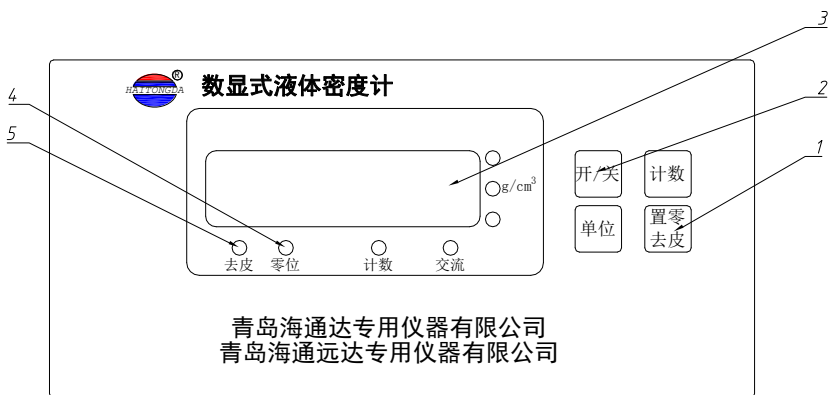 3
HAITONGDA ® 数显式液体密度计
4
2
5
1
g/cm³
开/关 计数
单位 置零
去皮
去皮 零位 计数 交流
青岛海通达专用仪器有限公司
青岛海通远达专用仪器有限公司